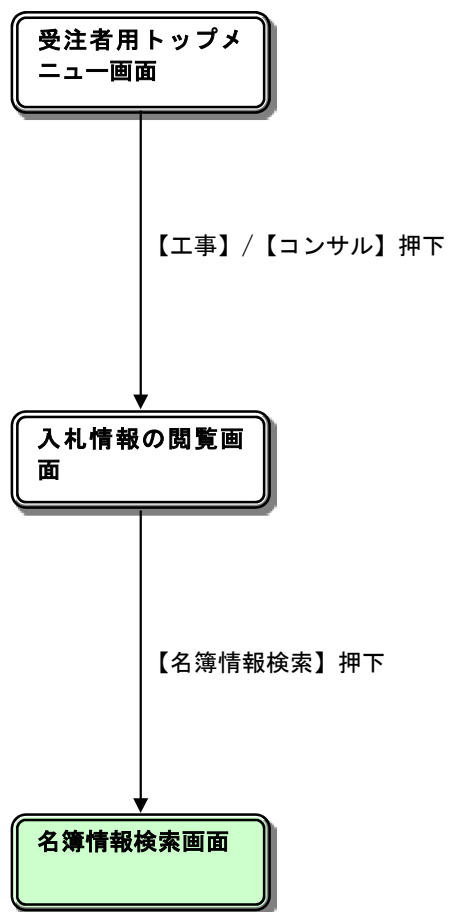 受注者用トップメ
ニュー画面
【工事】/【コンサル】押下
入札情報の閲覧画
面
【名簿情報検索】押下
名簿情報検索画面